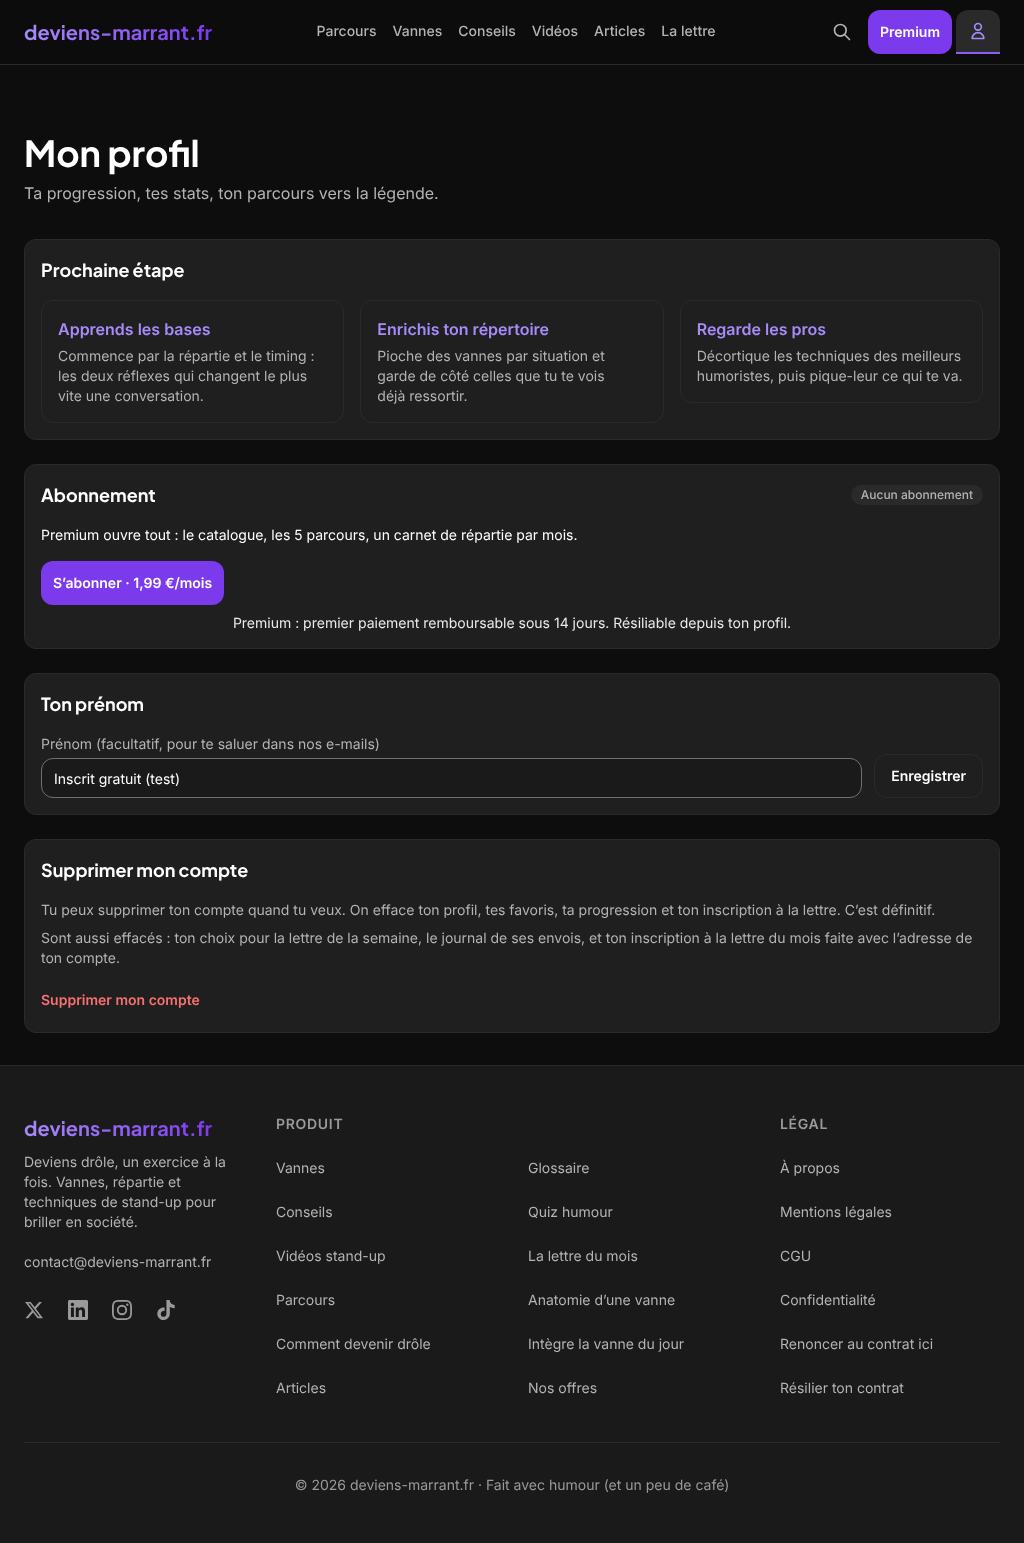 deviens-marrant.fr
Parcours
Vannes
Conseils
Vidéos
Articles
La lettre
Premium
Mon profil
Ta progression, tes stats, ton parcours vers la légende.
Prochaine étape
Apprends les bases
Commence par la répartie et le timing :
les deux réflexes qui changent le plus
vite une conversation.
Enrichis ton répertoire
Pioche des vannes par situation et
garde de côté celles que tu te vois
déjà ressortir.
Regarde les pros
Décortique les techniques des meilleurs
humoristes, puis pique-leur ce qui te va.
Abonnement
Aucun abonnement
Premium ouvre tout : le catalogue, les 5 parcours, un carnet de répartie par mois.
S’abonner · 1,99 €/mois
Premium : premier paiement remboursable sous 14 jours. Résiliable depuis ton profil.
Ton prénom
Prénom (facultatif, pour te saluer dans nos e-mails)
Inscrit gratuit (test)
Enregistrer
Supprimer mon compte
Tu peux supprimer ton compte quand tu veux. On efface ton profil, tes favoris, ta progression et ton inscription à la lettre. C’est définitif.
Sont aussi effacés : ton choix pour la lettre de la semaine, le journal de ses envois, et ton inscription à la lettre du mois faite avec l’adresse de
ton compte.
Supprimer mon compte
deviens-marrant.fr
Deviens drôle, un exercice à la
fois. Vannes, répartie et
techniques de stand-up pour
briller en société.
contact@deviens-marrant.fr
PRODUIT
Vannes
Conseils
Vidéos stand-up
Parcours
Comment devenir drôle
Articles
Glossaire
Quiz humour
La lettre du mois
Anatomie d’une vanne
Intègre la vanne du jour
Nos offres
LÉGAL
À propos
Mentions légales
CGU
Confidentialité
Renoncer au contrat ici
Résilier ton contrat
© 2026 deviens-marrant.fr · Fait avec humour (et un peu de café)